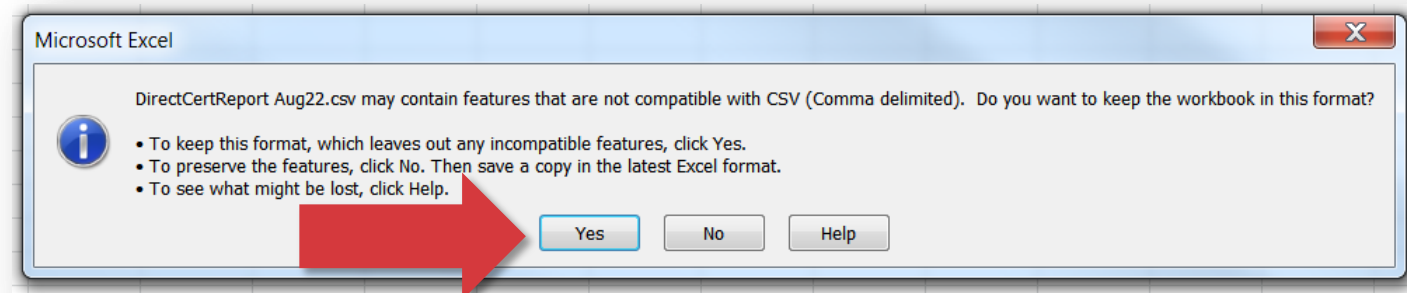 Microsoft Excel
DirectCertReport Aug22.csv may contain features that are not compatible with CSV (Comma delimited).  Do you want to keep the workbook in this format?
• To keep this format, which leaves out any incompatible features, click Yes.
• To preserve the features, click No. Then save a copy in the latest Excel format.
• To see what might be lost, click Help.
Yes No Help